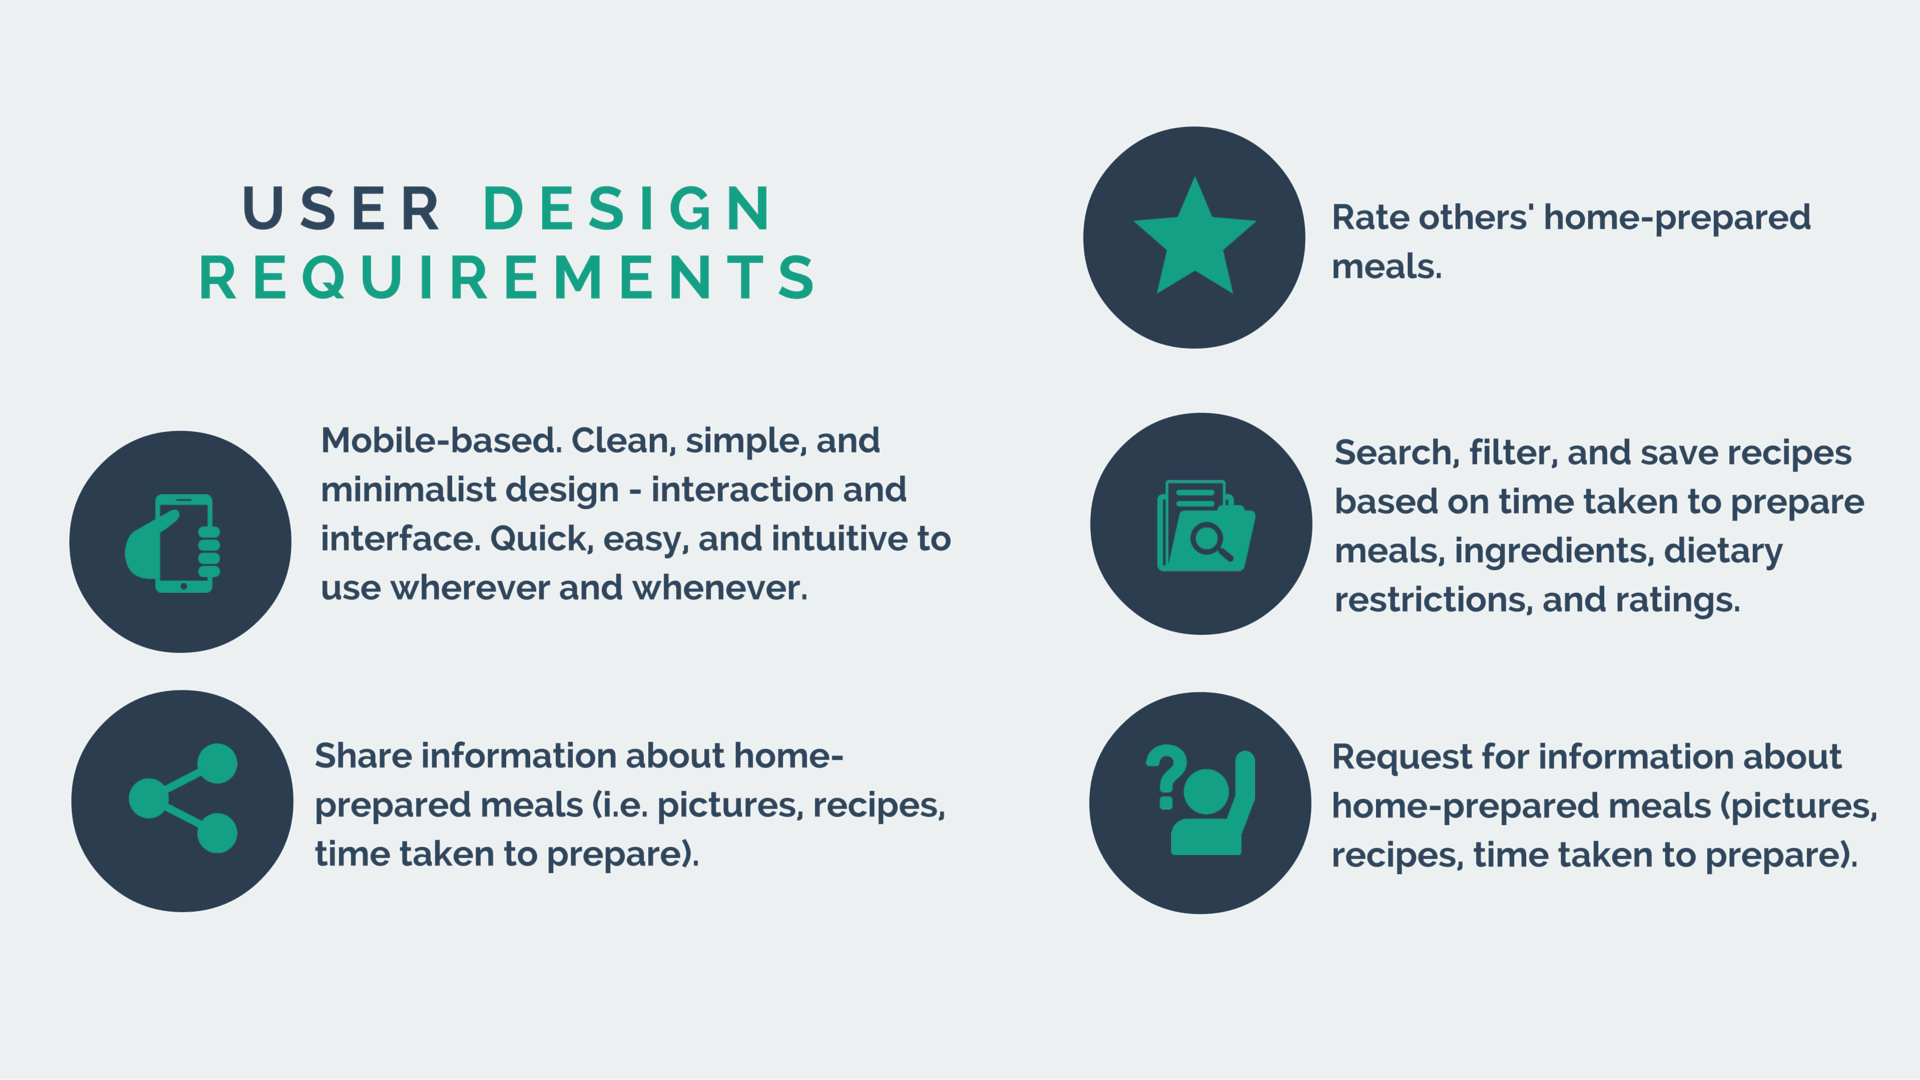 USER DESIGN
REQUIREMENTS
Mobile-based. Clean, simple, and
minimalist design - interaction and
interface. Quick, easy, and intuitive to
use wherever and whenever.
Share information about home-
prepared meals (i.e. pictures, recipes,
time taken to prepare).
Rate others' home-prepared
meals.
Search, filter, and save recipes
based on time taken to prepare
meals, ingredients, dietary
restrictions, and ratings.
?
Request for information about
home-prepared meals (pictures,
recipes, time taken to prepare).